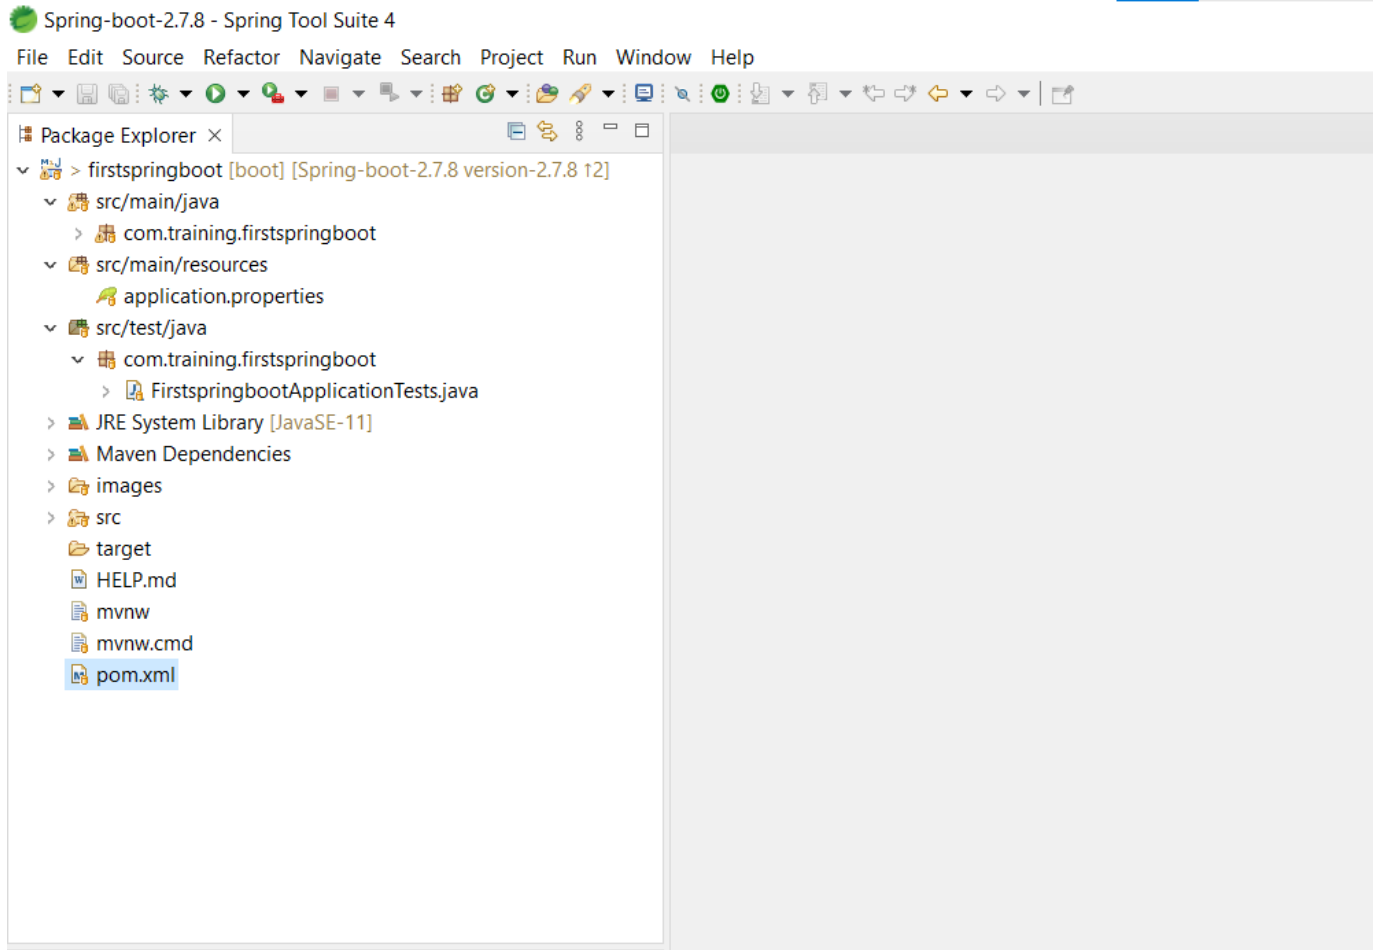 Spring-boot-2.7.8 - Spring Tool Suite 4
File Edit Source Refactor Navigate Search Project Run Window Help
Package Explorer
> firstspringboot [boot] [Spring-boot-2.7.8 version-2.7.8 ↑2]
src/main/java
com.training.firstspringboot
src/main/resources
application.properties
src/test/java
com.training.firstspringboot
FirstspringbootApplicationTests.java
JRE System Library [JavaSE-11]
Maven Dependencies
images
src
target
HELP.md
mvnw
mvnw.cmd
pom.xml